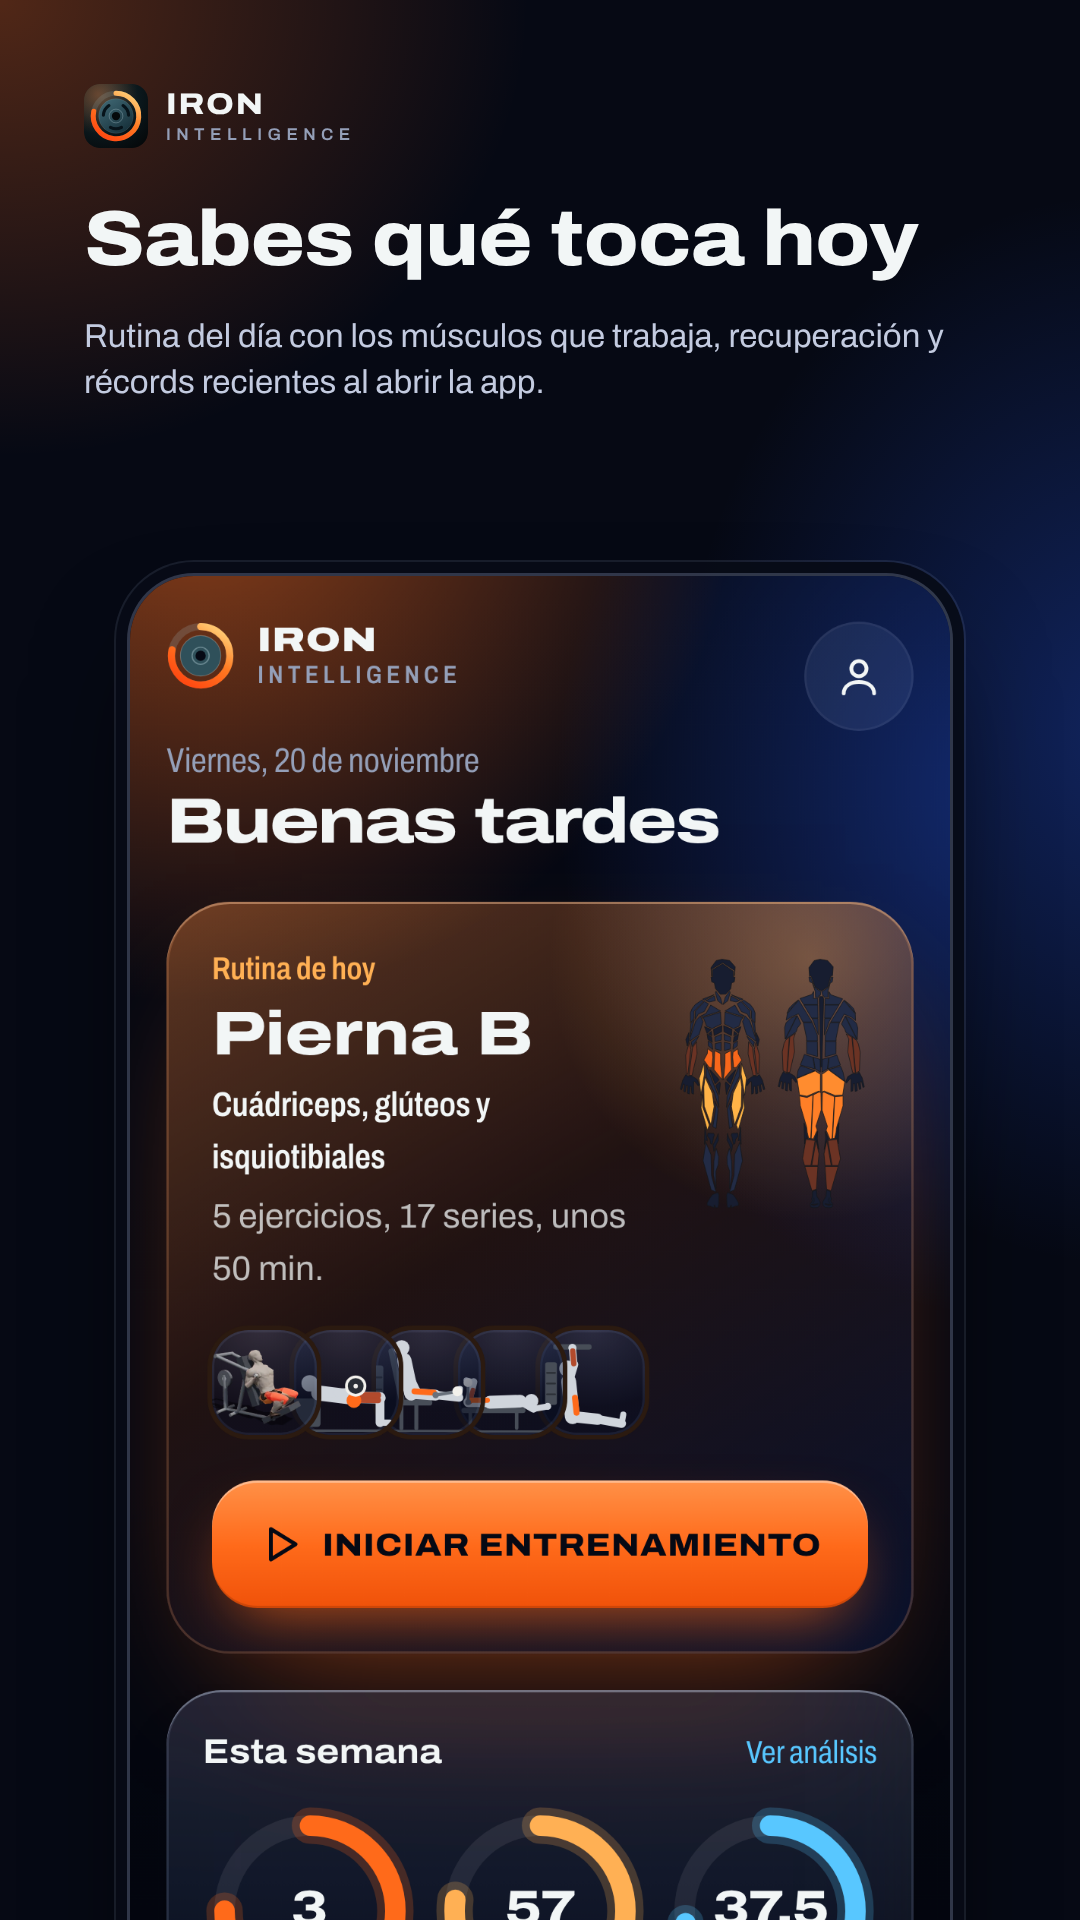 IRON
INTELLIGENCE
Sabes qué toca hoy
Rutina del día con los músculos que trabaja, recuperación y
récords recientes al abrir la app.
IRON
INTELLIGENCE
Viernes, 20 de noviembre
Buenas tardes
Rutina de hoy
Pierna B
Cuádriceps, glúteos y
isquiotibiales
5 ejercicios, 17 series, unos
50 min.
INICIAR ENTRENAMIENTO
Esta semana
Ver análisis
3
57
37,5